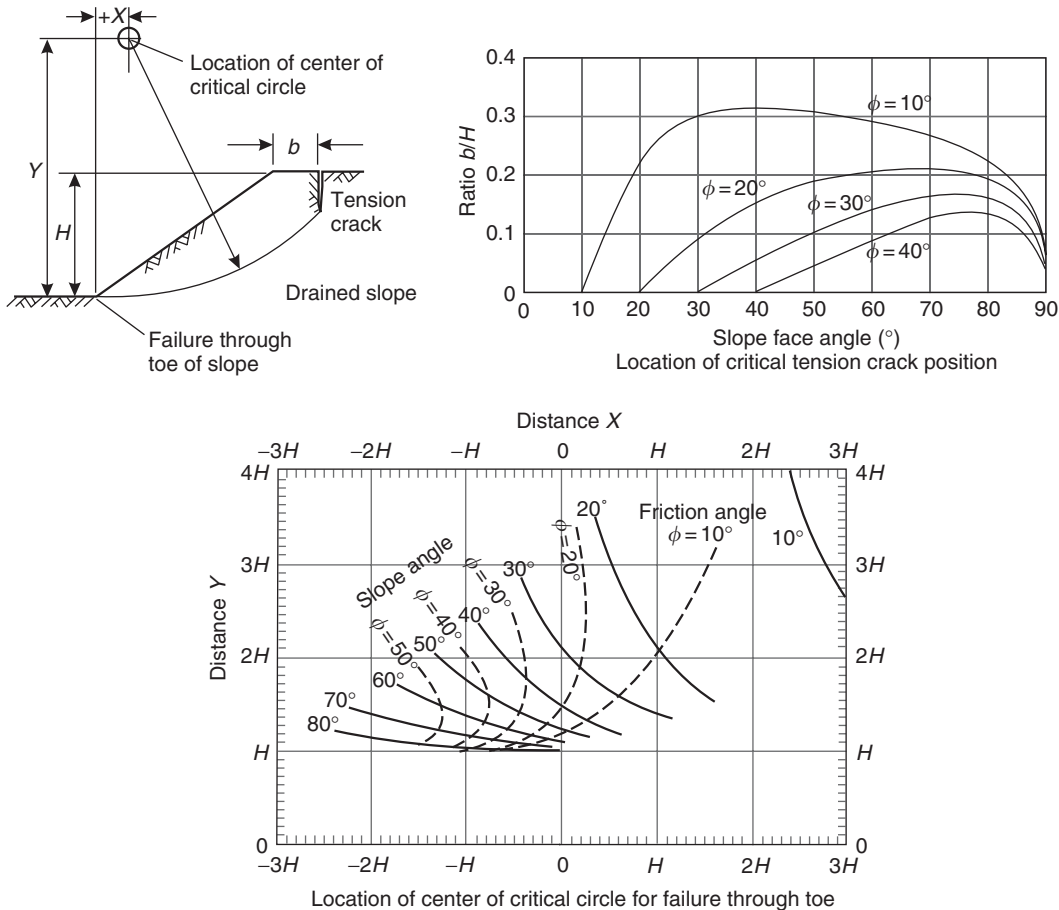 +X
Location of center of
critical circle
Y
H
b
Tension
crack
Drained slope
Failure through
toe of slope
Ratio b/H
0.4
0.3
0.2
0.1
0
ϕ = 10°
ϕ = 20°
ϕ = 30°
ϕ = 40°
0 10 20 30 40 50 60 70 80 90
Slope face angle (°)
Location of critical tension crack position
Distance X
−3H −2H −H 0 H 2H 3H
4H 4H
3H 3H
2H 2H
H H
0 0
Distance Y
Slope angle
Friction angle
ϕ = 10°
ϕ = 20°
ϕ = 30°
ϕ = 40°
ϕ = 50°
10°
20°
30°
40°
50°
60°
70°
80°
−3H −2H −H 0 H 2H 3H
Location of center of critical circle for failure through toe